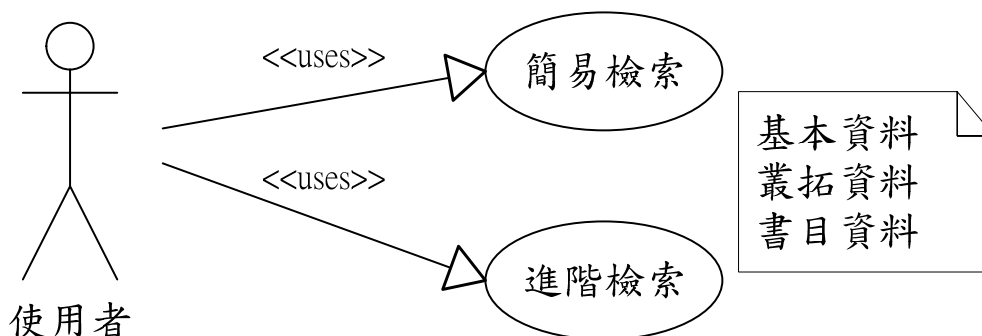 <<uses>>
簡易檢索
基本資料
叢拓資料
書目資料
<<uses>>
進階檢索
使用者